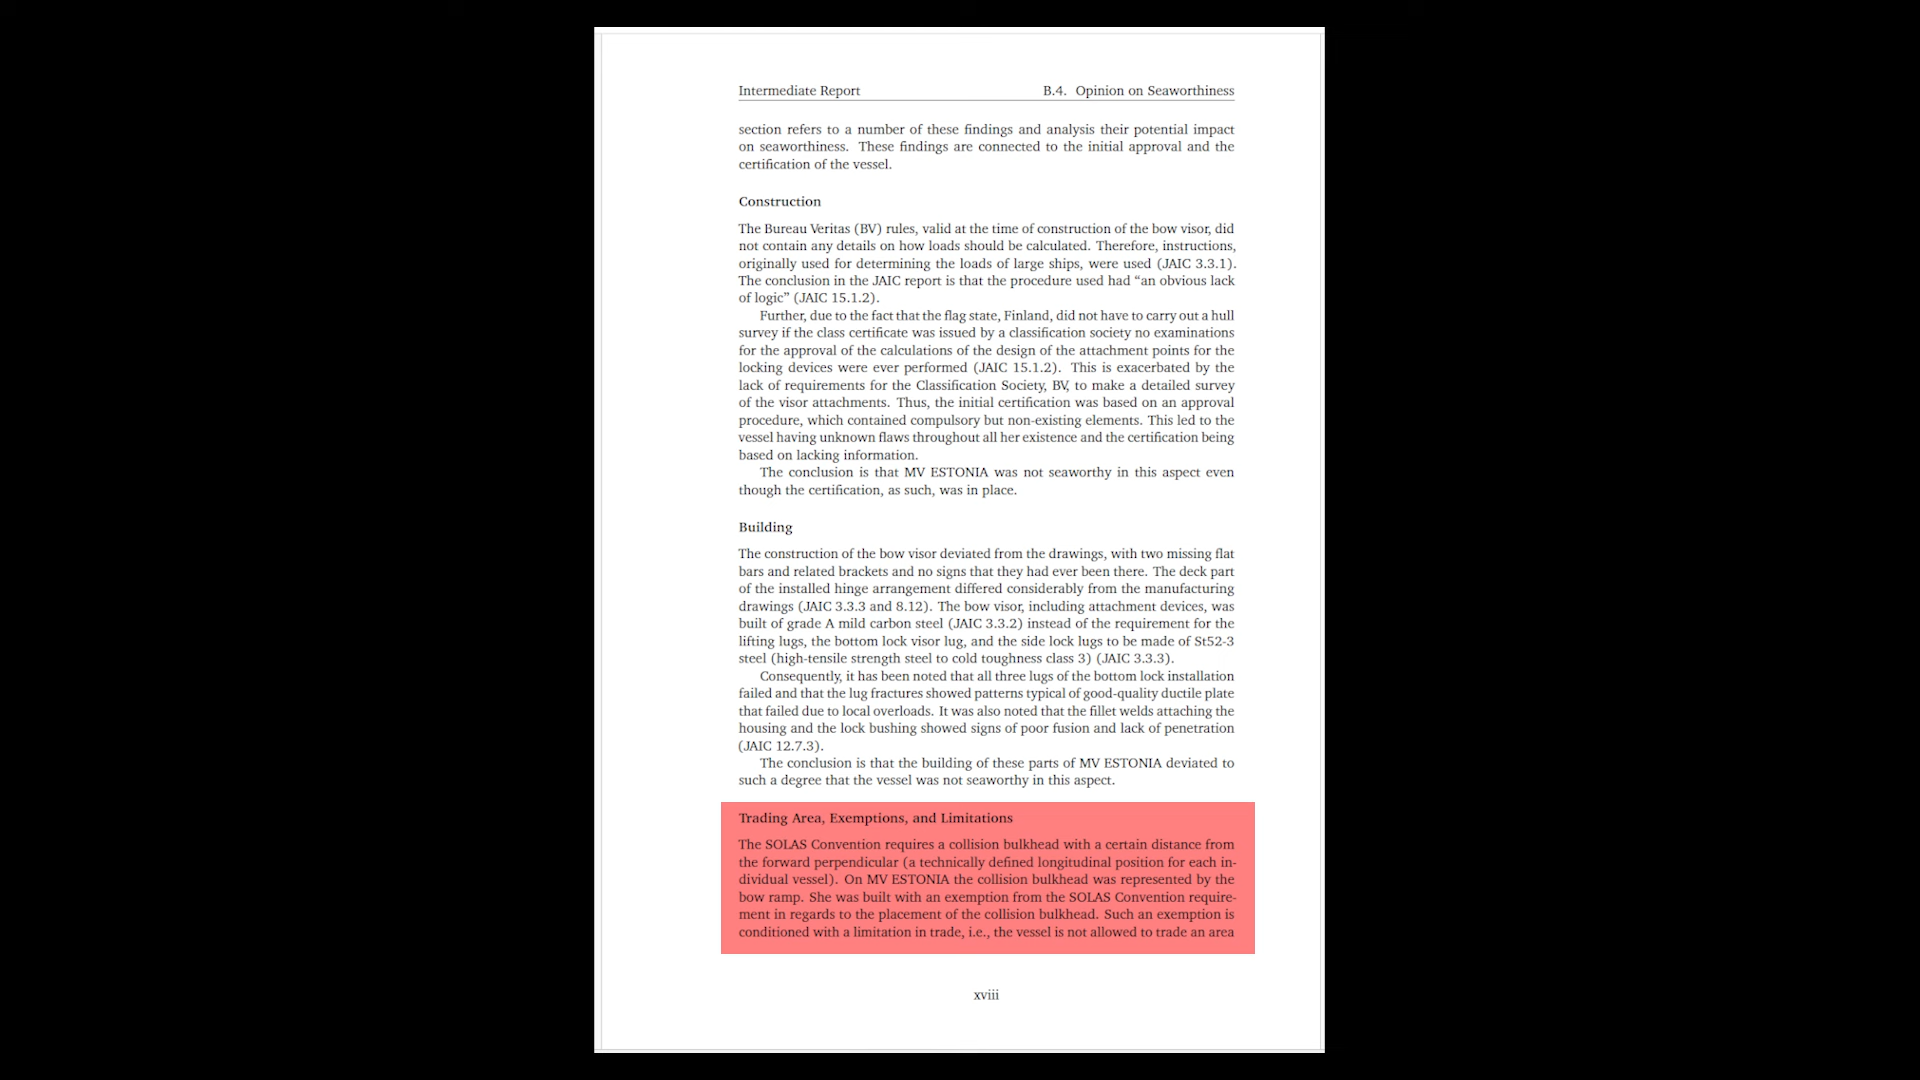 Intermediate Report B.4. Opinion on Seaworthiness
section refers to a number of these findings and analysis their potential impact
on seaworthiness. These findings are connected to the initial approval and the
certification of the vessel.
Construction
The Bureau Veritas (BV) rules, valid at the time of construction of the bow visor, did
not contain any details on how loads should be calculated. Therefore, instructions,
originally used for determining the loads of large ships, were used (JAIC 3.3.1).
The conclusion in the JAIC report is that the procedure used had “an obvious lack
of logic” (JAIC 15.1.2).
Further, due to the fact that the flag state, Finland, did not have to carry out a hull
survey if the class certificate was issued by a classification society no examinations
for the approval of the calculations of the design of the attachment points for the
locking devices were ever performed (JAIC 15.1.2). This is exacerbated by the
lack of requirements for the Classification Society, BV, to make a detailed survey
of the visor attachments. Thus, the initial certification was based on an approval
procedure, which contained compulsory but non-existing elements. This led to the
vessel having unknown flaws throughout all her existence and the certification being
based on lacking information.
The conclusion is that MV ESTONIA was not seaworthy in this aspect even
though the certification, as such, was in place.
Building
The construction of the bow visor deviated from the drawings, with two missing flat
bars and related brackets and no signs that they had ever been there. The deck part
of the installed hinge arrangement differed considerably from the manufacturing
drawings (JAIC 3.3.3 and 8.12). The bow visor, including attachment devices, was
built of grade A mild carbon steel (JAIC 3.3.2) instead of the requirement for the
lifting lugs, the bottom lock visor lug, and the side lock lugs to be made of St52-3
steel (high-tensile strength steel to cold toughness class 3) (JAIC 3.3.3).
Consequently, it has been noted that all three lugs of the bottom lock installation
failed and that the lug fractures showed patterns typical of good-quality ductile plate
that failed due to local overloads. It was also noted that the fillet welds attaching the
housing and the lock bushing showed signs of poor fusion and lack of penetration
(JAIC 12.7.3).
The conclusion is that the building of these parts of MV ESTONIA deviated to
such a degree that the vessel was not seaworthy in this aspect.
Trading Area, Exemptions, and Limitations
The SOLAS Convention requires a collision bulkhead with a certain distance from
the forward perpendicular (a technically defined longitudinal position for each in-
dividual vessel). On MV ESTONIA the collision bulkhead was represented by the
bow ramp. She was built with an exemption from the SOLAS Convention require-
ment in regards to the placement of the collision bulkhead. Such an exemption is
conditioned with a limitation in trade, i.e., the vessel is not allowed to trade an area
xviii